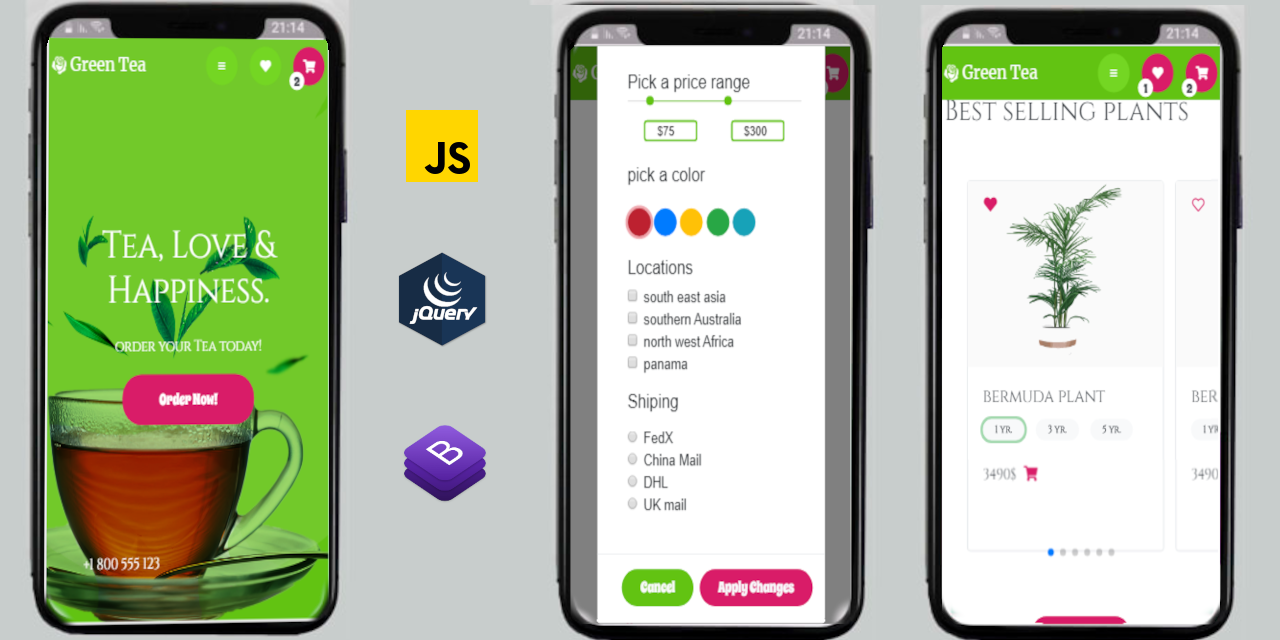 21:14
Green Tea
2
TEA, LOVE &
HAPPINESS.
ORDER YOUR TEA TODAY!
Order Now!
+1 800 555 123
JS
jQuery
B
21:14
Pick a price range
$75
$300
pick a color
Locations
south east asia
southern Australia
north west Africa
panama
Shiping
FedX
China Mail
DHL
UK mail
Cancel
Apply Changes
21:14
Green Tea
1
2
BEST SELLING PLANTS
BERMUDA PLANT
1 YR.
3 YR.
5 YR.
3490$
BER
1 YR
3490